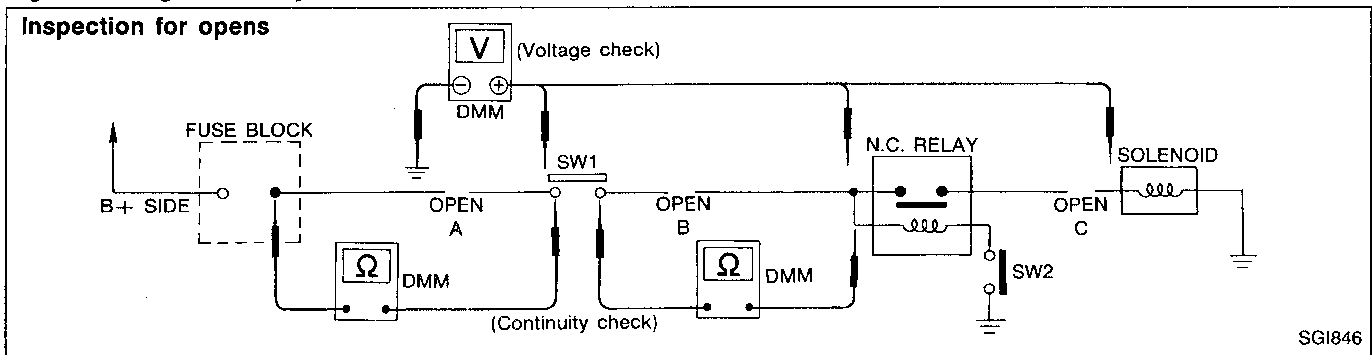 Inspection for opens
V
(Voltage check)
− +
DMM
FUSE BLOCK
N.C. RELAY
SW1
SOLENOID
B+ SIDE
OPEN
A
OPEN
B
OPEN
C
Ω
DMM
Ω
DMM
SW2
(Continuity check)
SGI846